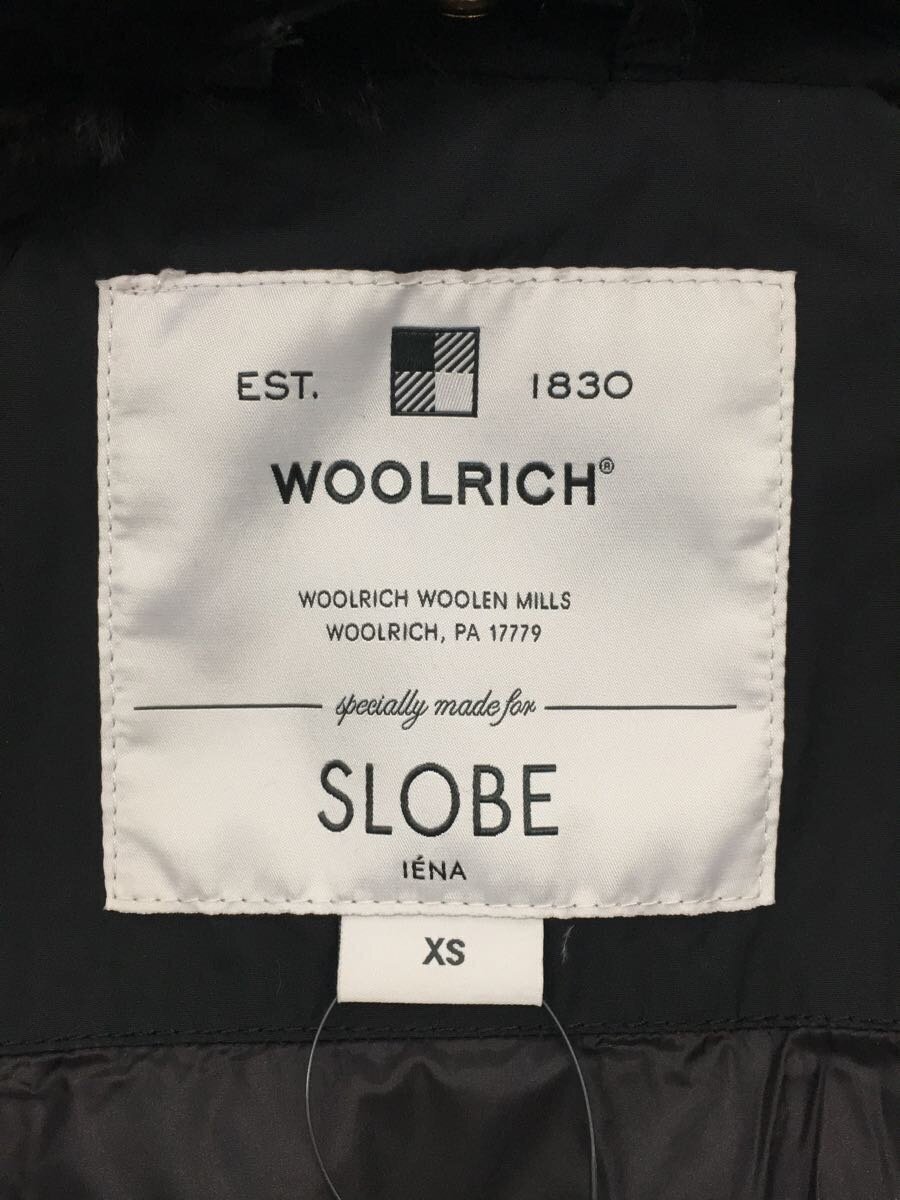 EST. 1830
WOOLRICH®
WOOLRICH WOOLEN MILLS
WOOLRICH, PA 17779
specially made for
SLOBE
IÉNA
XS